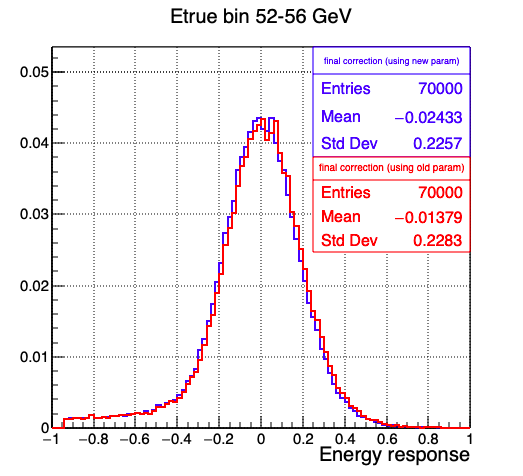 Etrue bin 52-56 GeV
final correction (using new param)
Entries 70000
Mean −0.02433
Std Dev 0.2257
final correction (using old param)
Entries 70000
Mean −0.01379
Std Dev 0.2283
0.05
0.04
0.03
0.02
0.01
0
−1 −0.8 −0.6 −0.4 −0.2 0 0.2 0.4 0.6 0.8 1
Energy response